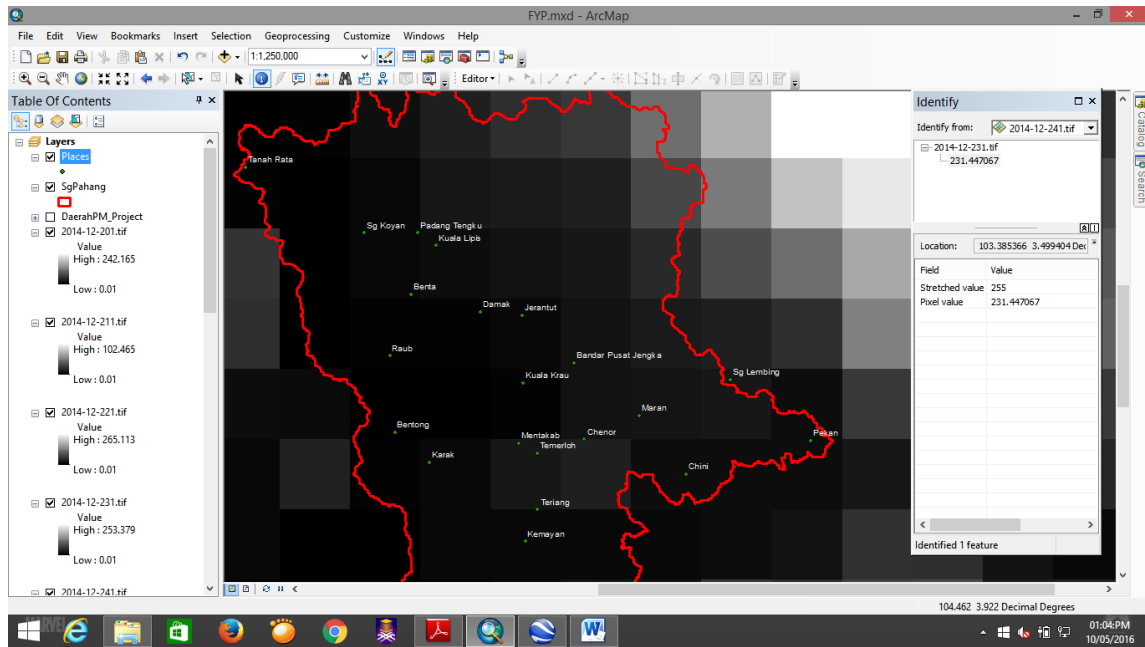 FYP.mxd - ArcMap
File Edit View Bookmarks Insert Selection Geoprocessing Customize Windows Help
1:1,250,000
Editor
Table Of Contents
Layers
Places
SgPahang
DaerahPM_Project
2014-12-201.tif
Value
High : 242.165
Low : 0.01
2014-12-211.tif
Value
High : 102.465
Low : 0.01
2014-12-221.tif
Value
High : 265.113
Low : 0.01
2014-12-231.tif
Value
High : 253.379
Low : 0.01
2014-12-241.tif
Tanah Rata
Sg Koyan
Padang Tengku
Kuala Lipis
Benta
Damak
Jerantut
Raub
Bandar Pusat Jengka
Kuala Krau
Sg Lembing
Maran
Bentong
Mentakab
Chenor
Temerloh
Pekan
Karak
Chini
Teriang
Kemayan
Identify
Identify from: 2014-12-241.tif
2014-12-231.tif
231.447067
Location: 103.385366 3.499404 Dec
Field Value
Stretched value 255
Pixel value 231.447067
Identified 1 feature
Catalog
Search
104.462 3.922 Decimal Degrees
01:04:PM
10/05/2016